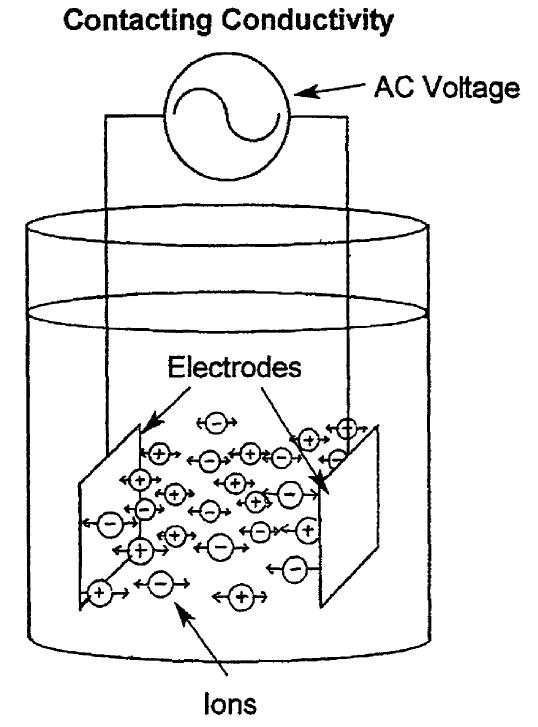 Contacting Conductivity
AC Voltage
Electrodes
Ions